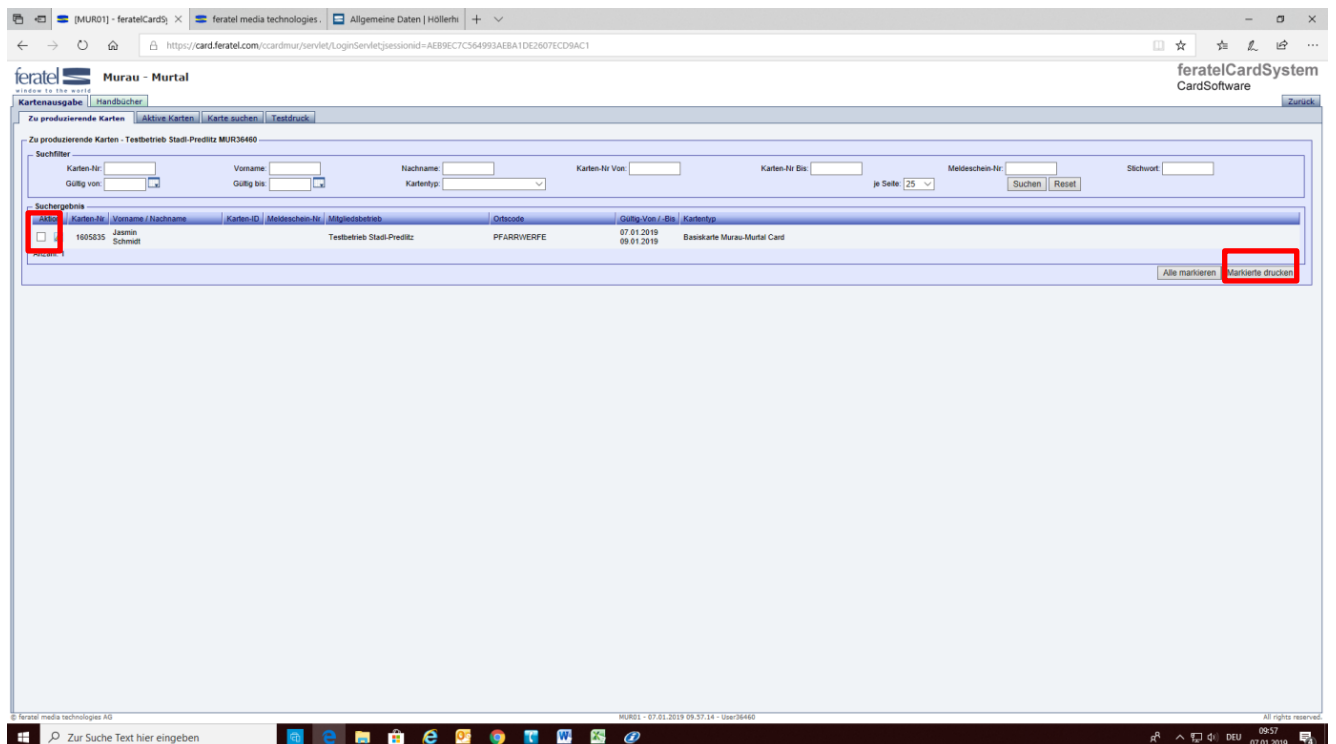 [MUR01] - feratelCardSy
feratel media technologies .
Allgemeine Daten | Höllerhu
https://card.feratel.com/ccardmur/servlet/LoginServlet;jsessionid=AEB9EC7C564993AEBA1DE2607ECD9AC1
feratel
window to the world
Murau - Murtal
feratelCardSystem
CardSoftware
Kartenausgabe Handbücher Zurück
Zu produzierende Karten Aktive Karten Karte suchen Testdruck
Zu produzierende Karten - Testbetrieb Stadl-Predlitz MUR36460
Suchfilter
Karten-Nr: Vorname: Nachname: Karten-Nr Von: Karten-Nr Bis: Meldeschein-Nr: Stichwort:
Gültig von: Gültig bis: Kartentyp: je Seite: 25 Suchen Reset
Suchergebnis
Aktion Karten-Nr Vorname / Nachname Karten-ID Meldeschein-Nr Mitgliedsbetrieb Ortscode Gültig-Von / -Bis Kartentyp
1605835 Jasmin Schmidt Testbetrieb Stadl-Predlitz PFARRWERFE 07.01.2019 09.01.2019 Basiskarte Murau-Murtal Card
Anzahl: 1
Alle markieren Markierte drucken
© feratel media technologies AG MUR01 - 07.01.2019 09.57.14 - User36460 All rights reserved.
Zur Suche Text hier eingeben
DEU
09:57
07.01.2019